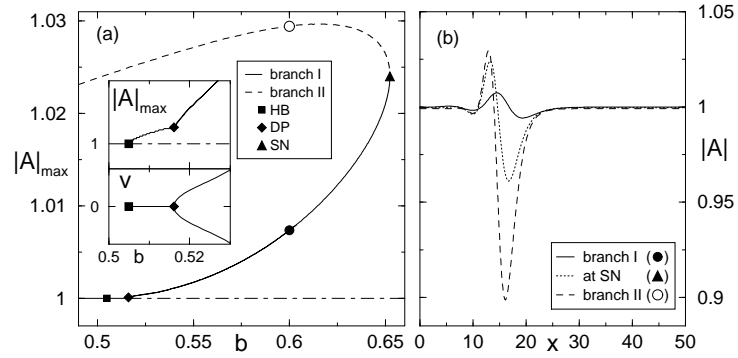 (a)
1.03
1.02
|A|max
1.01
1
0.5
0.55
b
0.6
0.65
branch I
branch II
HB
DP
SN
|A|max
1
v
0
0.5
b
0.52
(b)
1.05
1
|A|
0.95
0.9
branch I (●)
at SN (▲)
branch II (○)
0
10
20
x
30
40
50